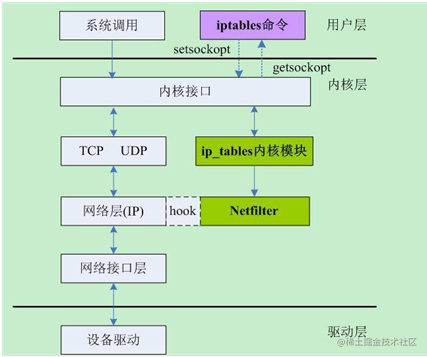 系统调用
iptables命令
用户层
setsockopt
getsockopt
内核接口
内核层
TCP UDP
ip_tables内核模块
网络层(IP)
hook
Netfilter
网络接口层
设备驱动
驱动层
@稀土掘金技术社区